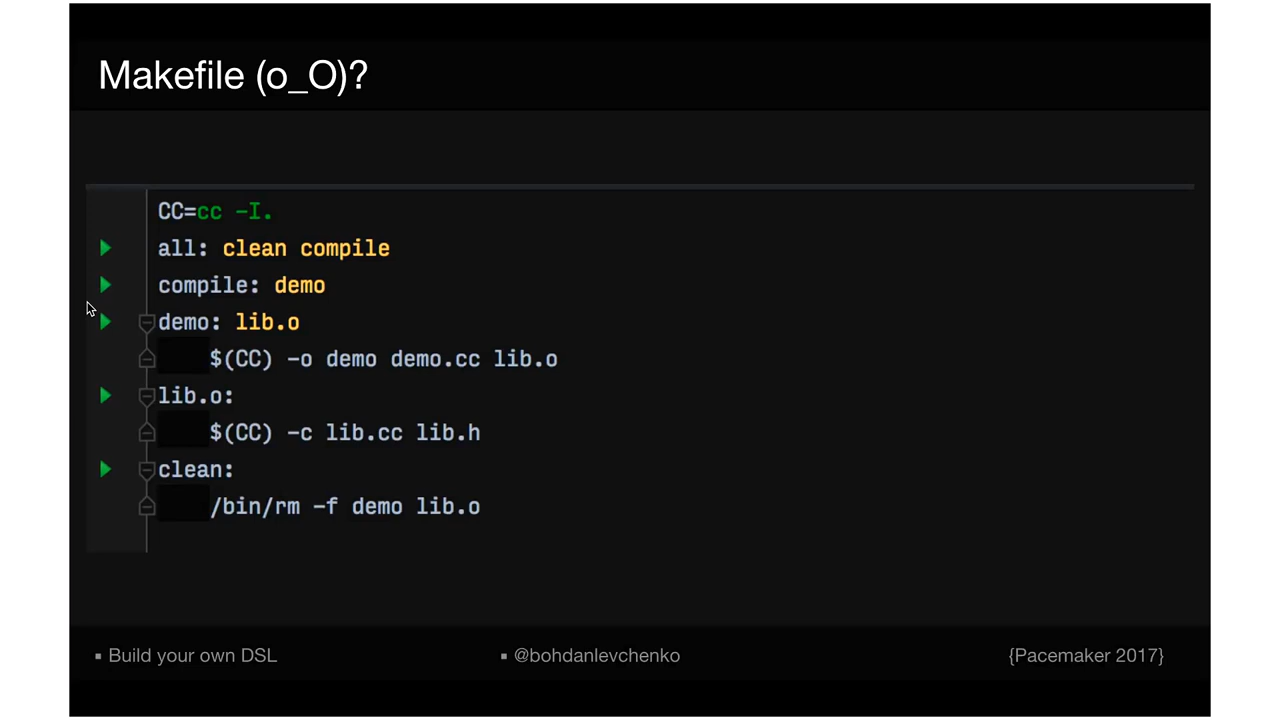 Makefile (o_O)?
CC=cc -I.
all: clean compile
compile: demo
demo: lib.o
$(CC) -o demo demo.cc lib.o
lib.o:
$(CC) -c lib.cc lib.h
clean:
/bin/rm -f demo lib.o
▪ Build your own DSL
▪ @bohdanlevchenko
{Pacemaker 2017}